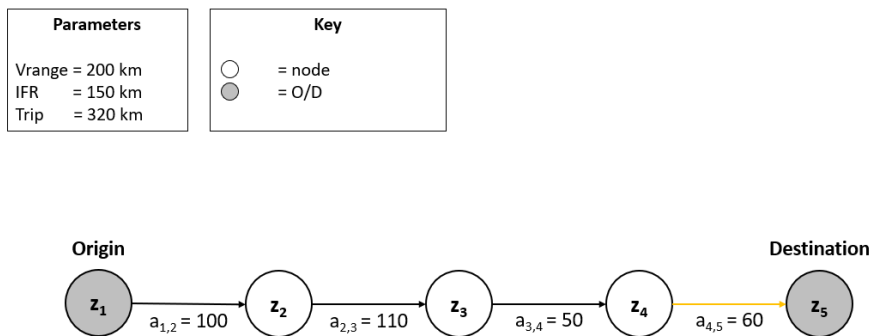 Parameters
Vrange = 200 km
IFR = 150 km
Trip = 320 km
Key
= node
= O/D
Origin
Destination
z1
z2
z3
z4
z5
a1,2 = 100
a2,3 = 110
a3,4 = 50
a4,5 = 60